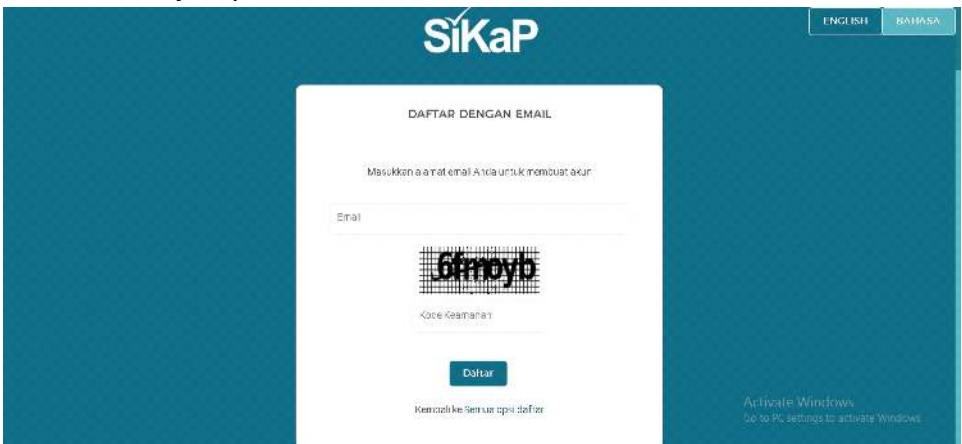 SiKaP
ENGLISH
BAHASA
DAFTAR DENGAN EMAIL
Masukkan alamat email Anda untuk membuat akun
Email
6fmoyb
Kode Keamanan
Daftar
Kembali ke Semua opsi daftar
Activate Windows
Go to PC settings to activate Windows.